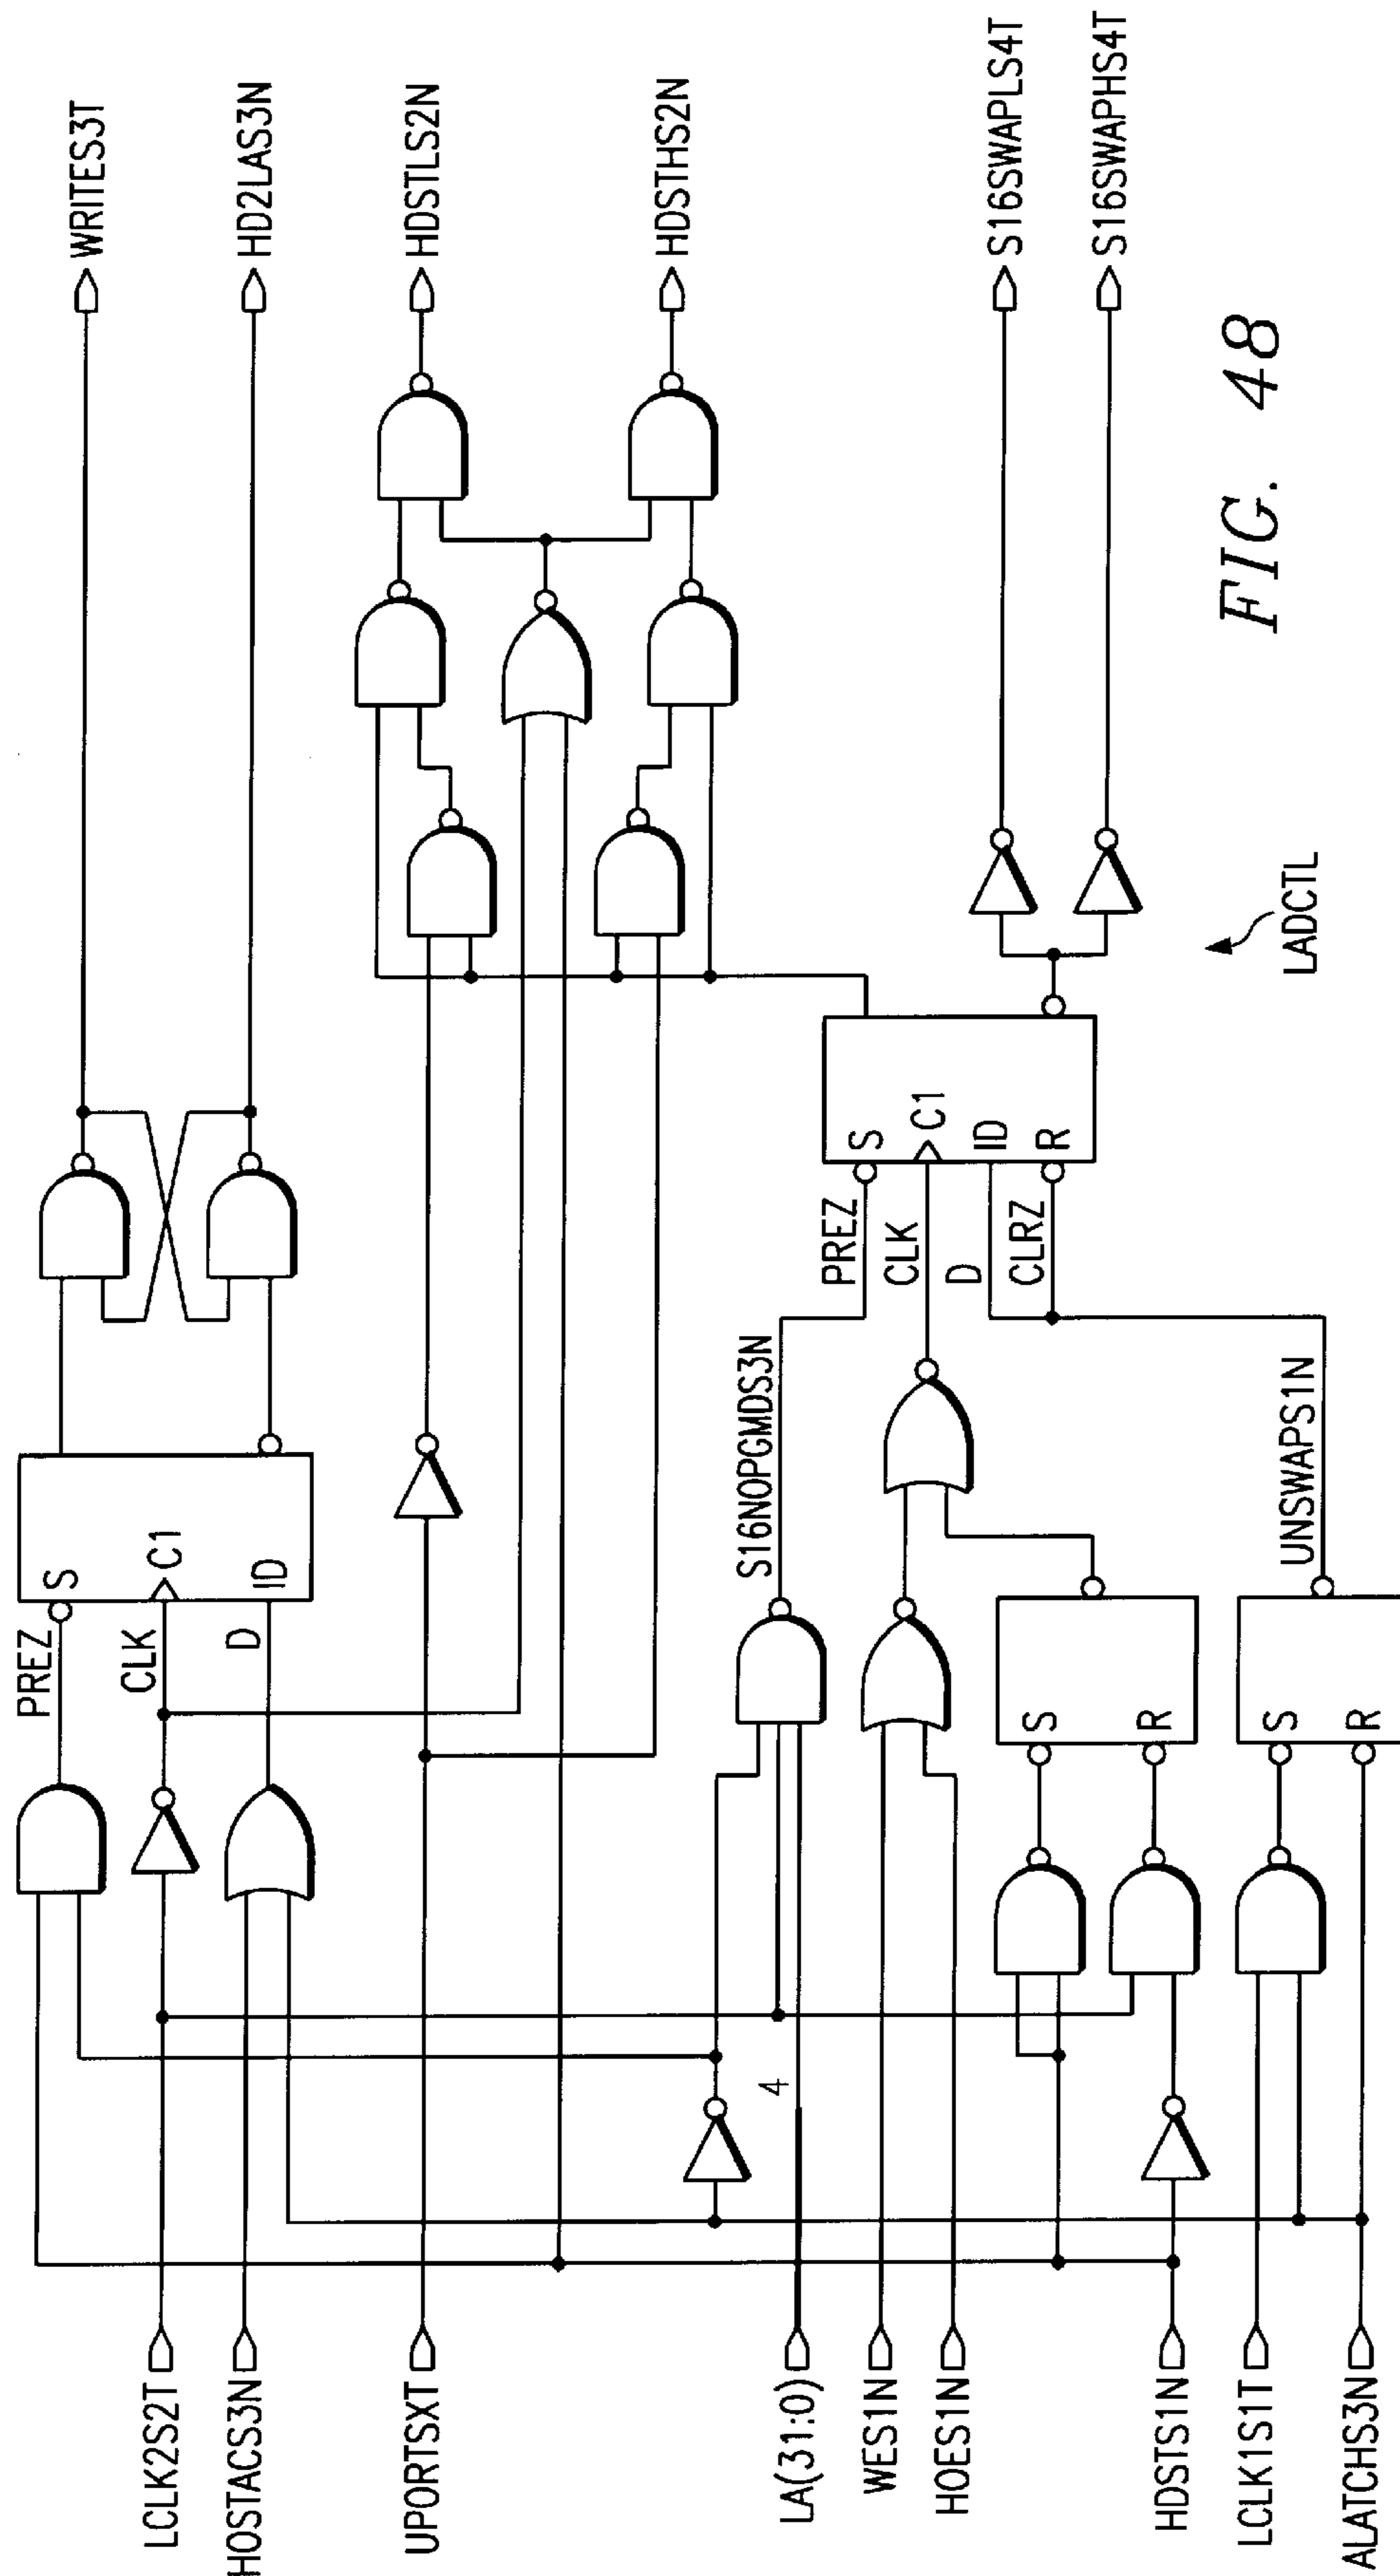 LCLK2S2T
HOSTACS3N
UPORTSXT
LA(31:0)
WES1N
HOES1N
HDSTS1N
LCLK1S1T
ALATCHS3N
4
PREZ
CLK
D
S
C1
ID
S16NOPGMDS3N
S
R
S
R
UNSWAPS1N
PREZ
CLK
D
CLRZ
S
C1
ID
R
WRITES3T
HD2LAS3N
HDSTLS2N
HDSTHS2N
S16SWAPLS4T
S16SWAPHS4T
LADCTL
FIG. 48